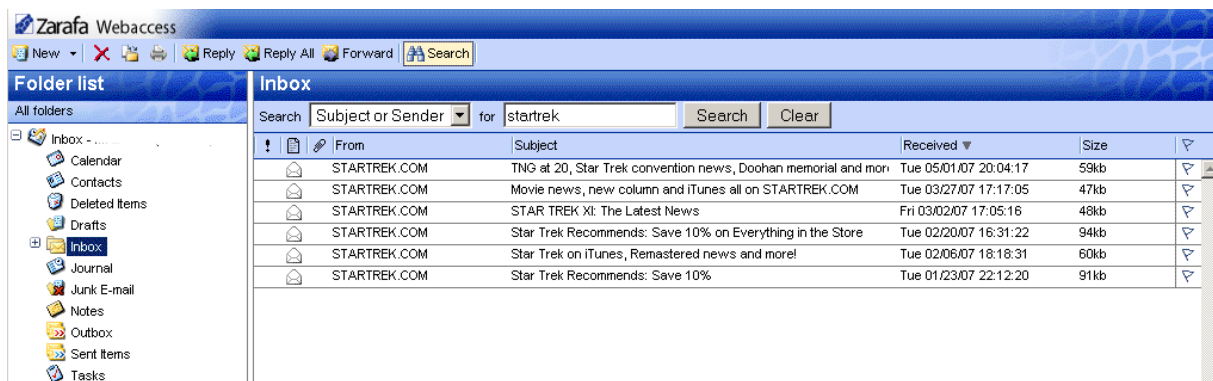 Zarafa Webaccess
New Reply Reply All Forward Search
Folder list
All folders
Inbox -
Calendar
Contacts
Deleted Items
Drafts
Inbox
Journal
Junk E-mail
Notes
Outbox
Sent Items
Tasks
Inbox
Search Subject or Sender for startrek Search Clear
! From Subject Received Size
STARTREK.COM TNG at 20, Star Trek convention news, Doohan memorial and mor Tue 05/01/07 20:04:17 59kb
STARTREK.COM Movie news, new column and iTunes all on STARTREK.COM Tue 03/27/07 17:17:05 47kb
STARTREK.COM STAR TREK XI: The Latest News Fri 03/02/07 17:05:16 48kb
STARTREK.COM Star Trek Recommends: Save 10% on Everything in the Store Tue 02/20/07 16:31:22 94kb
STARTREK.COM Star Trek on iTunes, Remastered news and more! Tue 02/06/07 18:18:31 60kb
STARTREK.COM Star Trek Recommends: Save 10% Tue 01/23/07 22:12:20 91kb